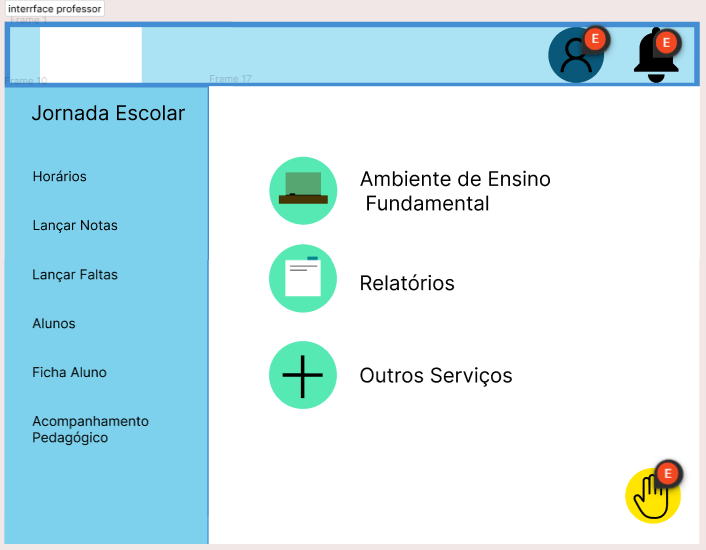 interrface professor
Frame 1
E
E
Frame 10
Frame 17
Jornada Escolar
Horários
Lançar Notas
Lançar Faltas
Alunos
Ficha Aluno
Acompanhamento
Pedagógico
Ambiente de Ensino
Fundamental
Relatórios
Outros Serviços
E